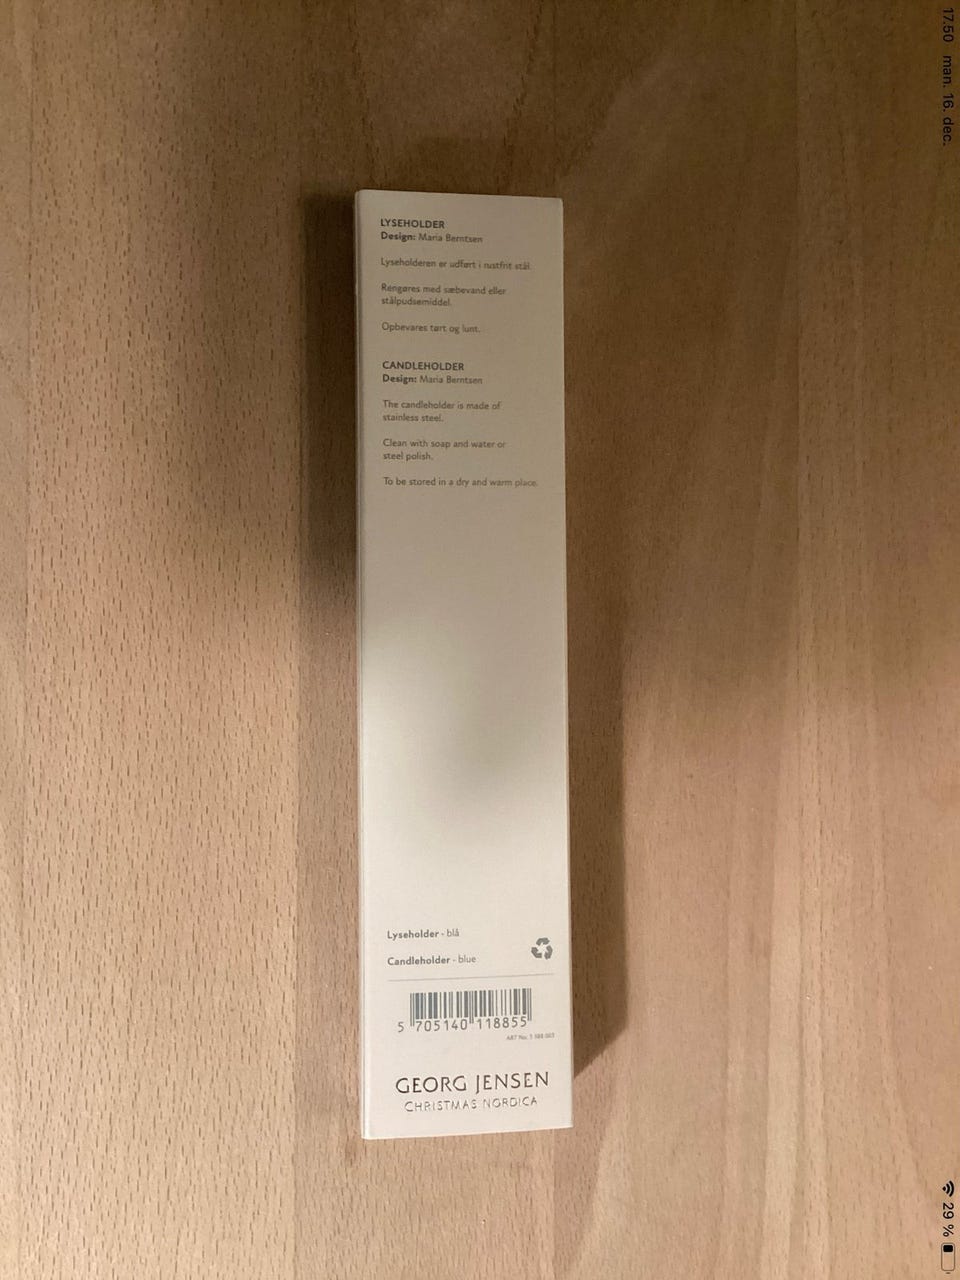 17.50 man. 16. dec.
LYSEHOLDER
Design: Maria Berntsen
Lyseholderen er udført i rustfrit stål.
Rengøres med sæbevand eller
stålpudsemiddel.
Opbevares tørt og lunt.
CANDLEHOLDER
Design: Maria Berntsen
The candleholder is made of
stainless steel.
Clean with soap and water or
steel polish.
To be stored in a dry and warm place.
Lyseholder - blå
Candleholder - blue
5 705140 118855
ART No.
GEORG JENSEN
CHRISTMAS NORDICA
29 %